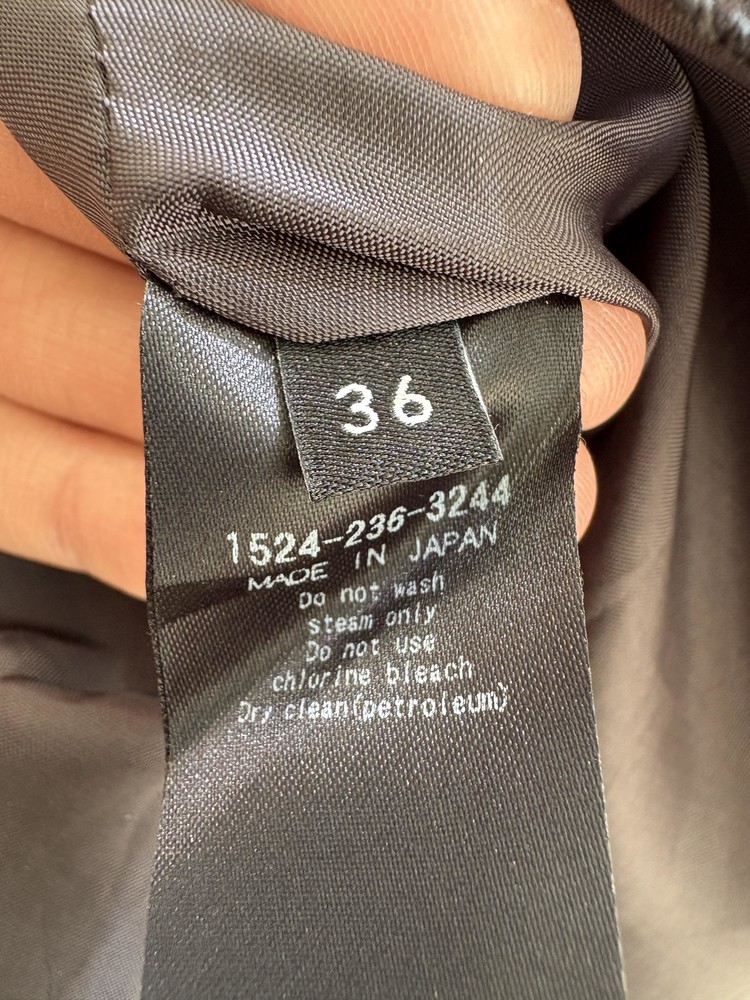 36
1524-236-3244
MADE IN JAPAN
Do not wash
steam only
Do not use
chlorine bleach
Dry clean(petroleum)